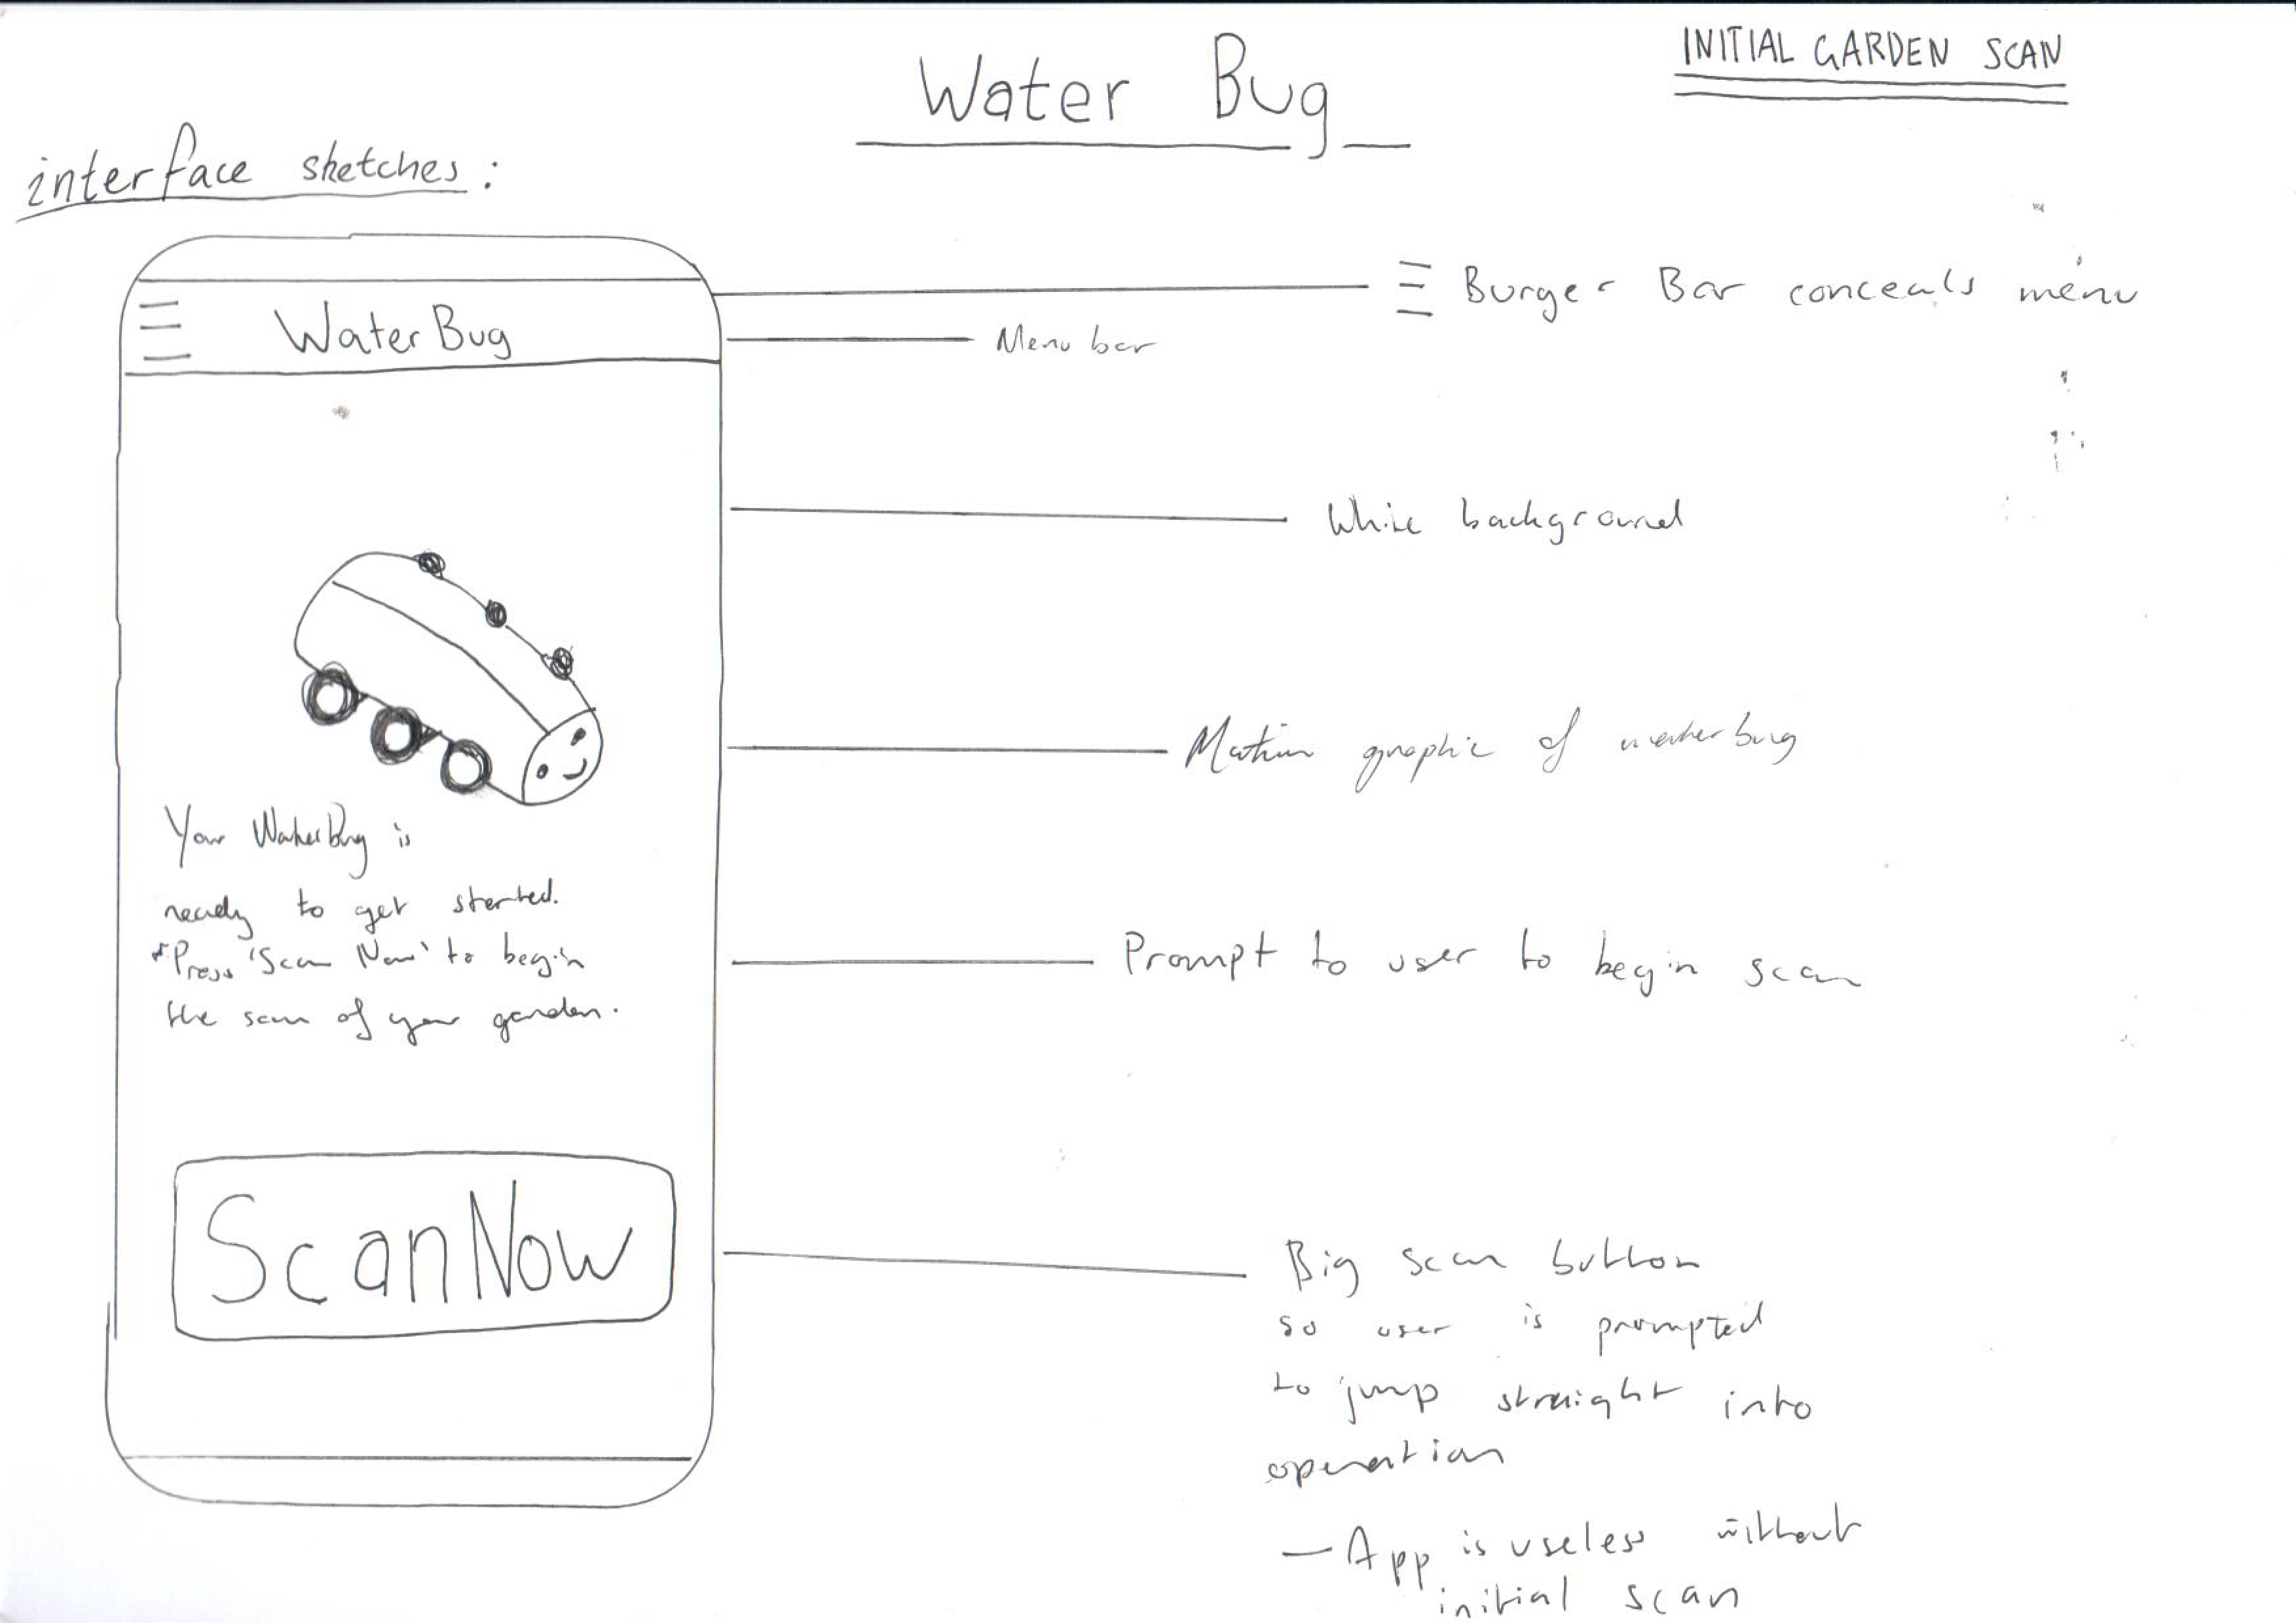 Water Bug
INITIAL GARDEN SCAN
interface sketches :
Water Bug
Burger Bar conceals menu
Menu bar
White background
Motion graphic of waterbug
Your WaterBug is
ready to get started.
Press 'Scan Now' to begin
the scan of your garden.
Prompt to user to begin scan
Scan Now
Big scan button
so user is prompted
to jump straight into
operation
— App is useless without
initial scan